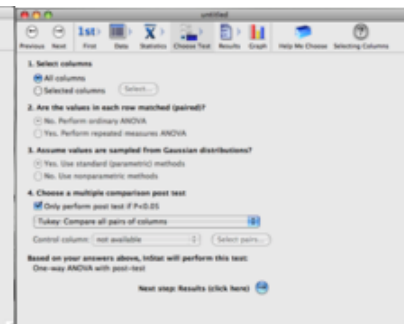 untitled
Previous Next First Data Statistics Choose Test Results Graph Help Me Choose Selecting Columns
1. Select columns
All columns
Selected columns Select...
2. Are the values in each row matched (paired)?
No. Perform ordinary ANOVA
Yes. Perform repeated measures ANOVA
3. Assume values are sampled from Gaussian distributions?
Yes. Use standard (parametric) methods
No. Use nonparametric methods
4. Choose a multiple comparison post test
Only perform post test if P<0.05
Tukey: Compare all pairs of columns
Control column: not available Select pairs...
Based on your answers above, InStat will perform this test:
One-way ANOVA with post-test
Next step: Results (click here)